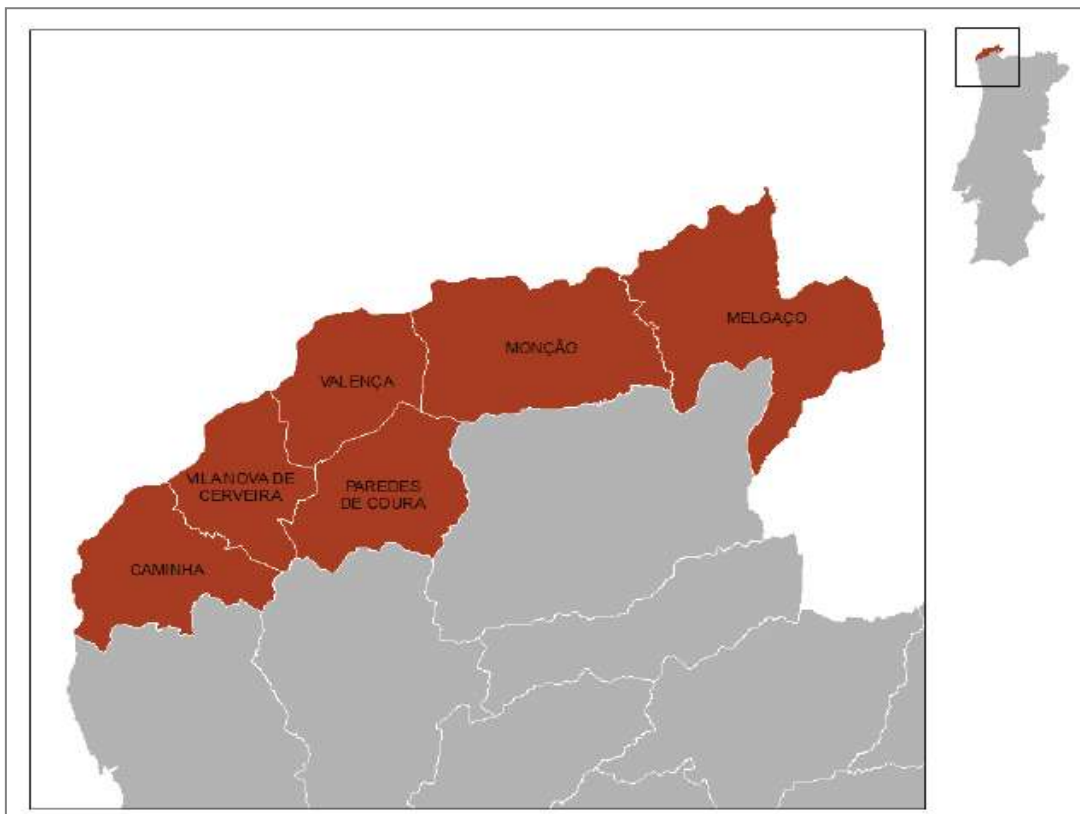 MELGAÇO
MONÇÃO
VALENÇA
VILA NOVA DE
CERVEIRA
PAREDES
DE COURA
CAMINHA